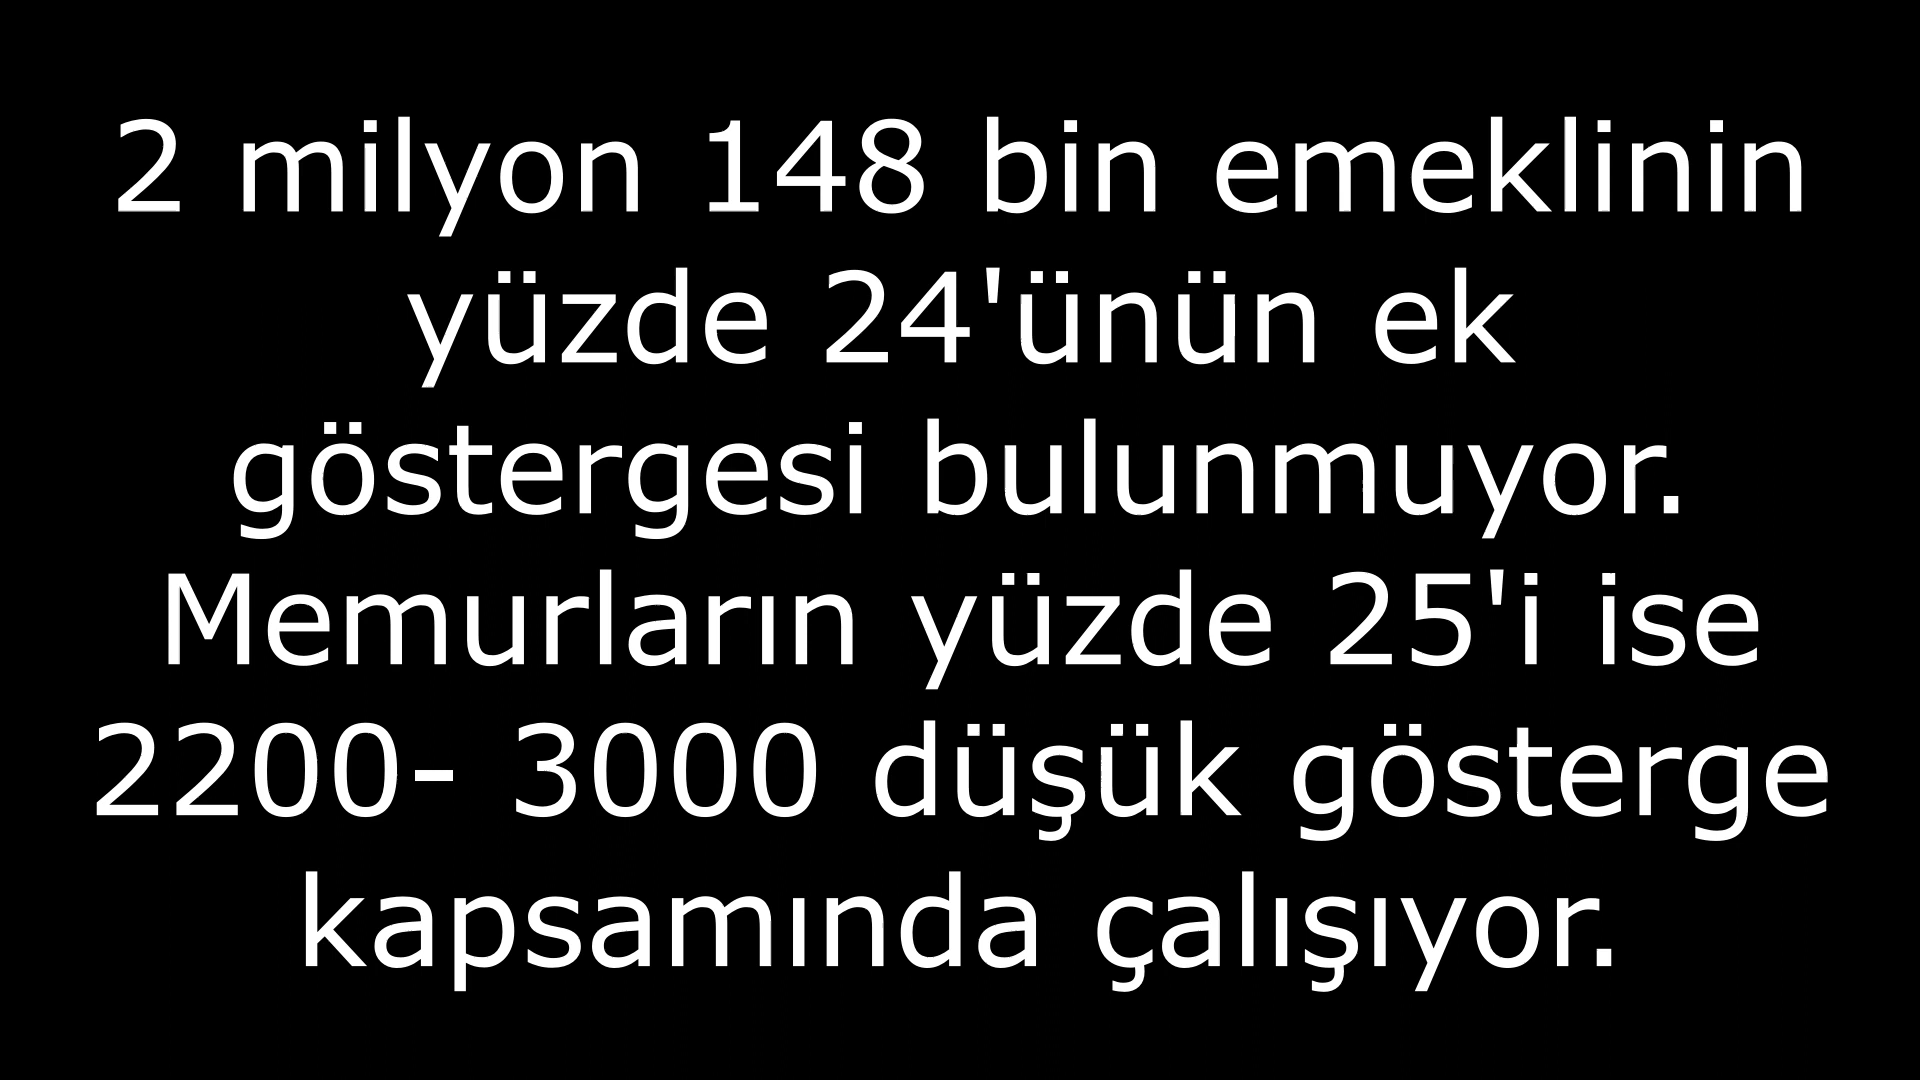 2 milyon 148 bin emeklinin
yüzde 24'ünün ek
göstergesi bulunmuyor.
Memurların yüzde 25'i ise
2200- 3000 düşük gösterge
kapsamında çalışıyor.